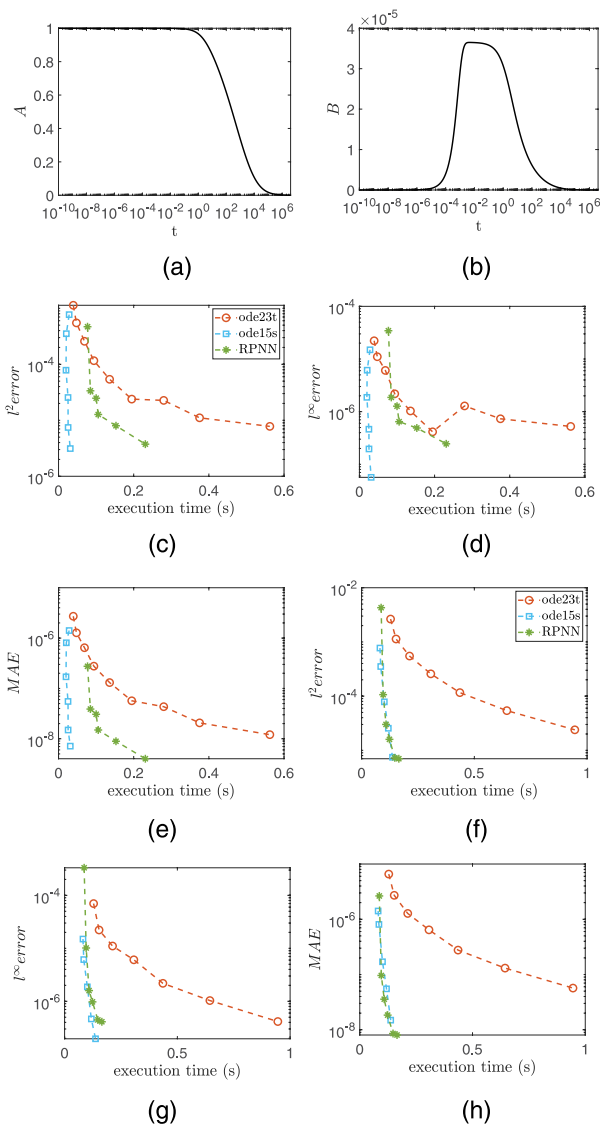 1
0.8
0.6
0.4
0.2
0
A
10^-10 10^-8 10^-6 10^-4 10^-2 10^0 10^2 10^4 10^6
t
(a)
×10^-5
4
3
2
1
0
B
10^-10 10^-8 10^-6 10^-4 10^-2 10^0 10^2 10^4 10^6
t
(b)
ode23t
ode15s
RPNN
10^-4
10^-6
l^2 error
0 0.2 0.4 0.6
execution time (s)
(c)
10^-4
10^-6
l^∞ error
0 0.2 0.4 0.6
execution time (s)
(d)
10^-6
10^-8
MAE
0 0.2 0.4 0.6
execution time (s)
(e)
ode23t
ode15s
RPNN
10^-2
10^-4
l^2 error
0 0.5 1
execution time (s)
(f)
10^-4
10^-6
l^∞ error
0 0.5 1
execution time (s)
(g)
10^-6
10^-8
MAE
0 0.5 1
execution time (s)
(h)